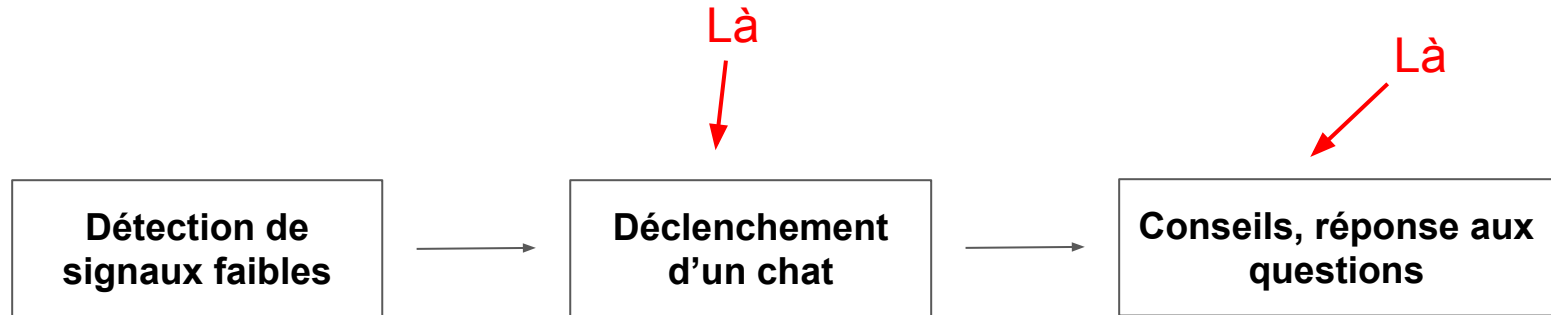 Là
Là
Détection de
signaux faibles
Déclenchement
d’un chat
Conseils, réponse aux
questions